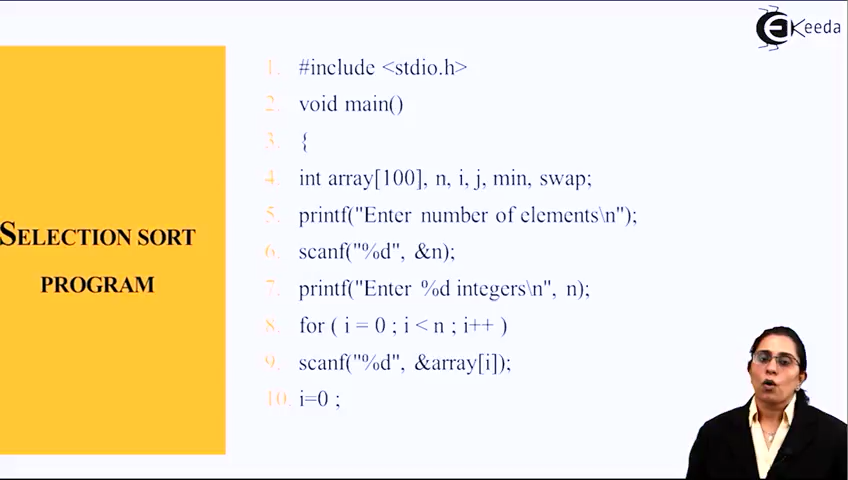 Keeda
SELECTION SORT
PROGRAM
1. #include <stdio.h>
2. void main()
3. {
4. int array[100], n, i, j, min, swap;
5. printf("Enter number of elements\n");
6. scanf("%d", &n);
7. printf("Enter %d integers\n", n);
8. for ( i = 0 ; i < n ; i++ )
9. scanf("%d", &array[i]);
10. i=0 ;